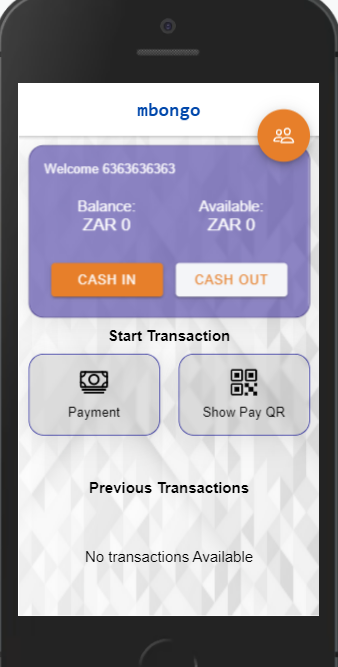 mbongo
Welcome 6363636363
Balance: Available:
ZAR 0 ZAR 0
CASH IN CASH OUT
Start Transaction
Payment Show Pay QR
Previous Transactions
No transactions Available